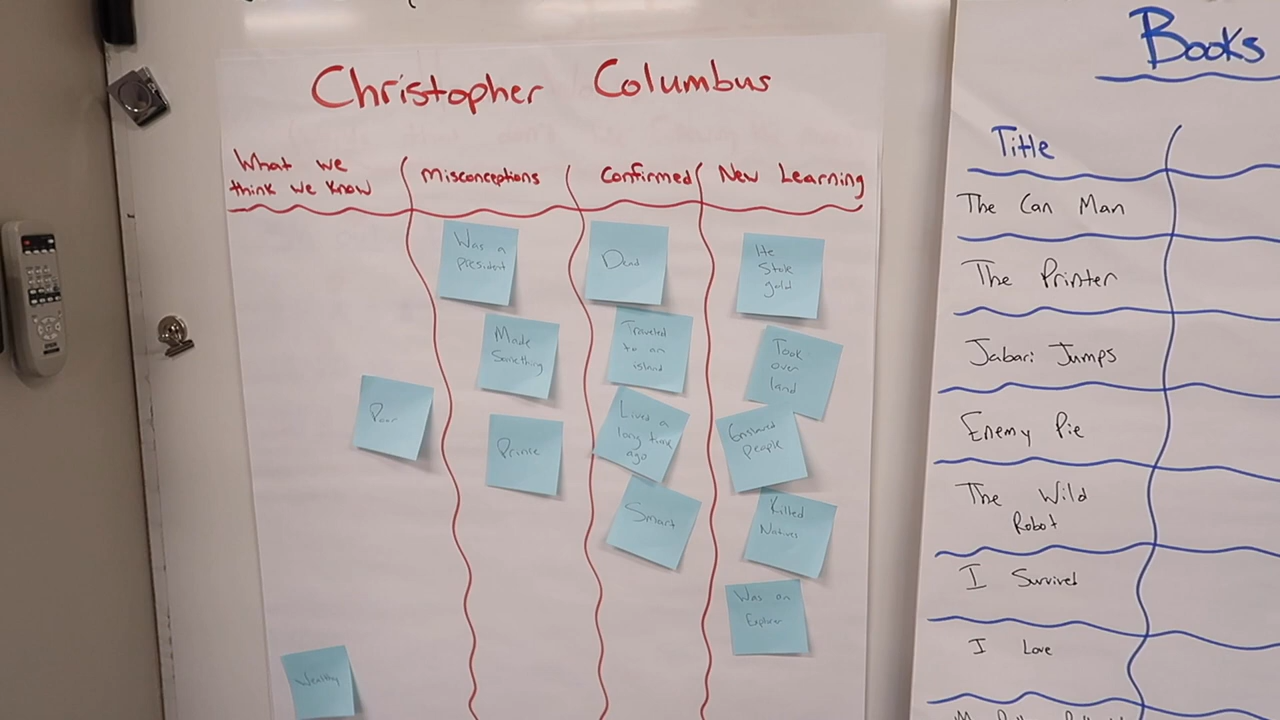 Christopher Columbus
What we
think we know
Misconceptions
Confirmed
New Learning
Poor
Wealthy
Was a
president
Made
Something
Prince
Dead
Traveled
to an
island
Lived a
long time
ago
Smart
He
Stole
gold
Took
over
land
Enslaved
people
Killed
Natives
Was an
Explorer
Books
Title
The Can Man
The Printer
Jabari Jumps
Enemy Pie
The Wild
Robot
I Survived
I Love